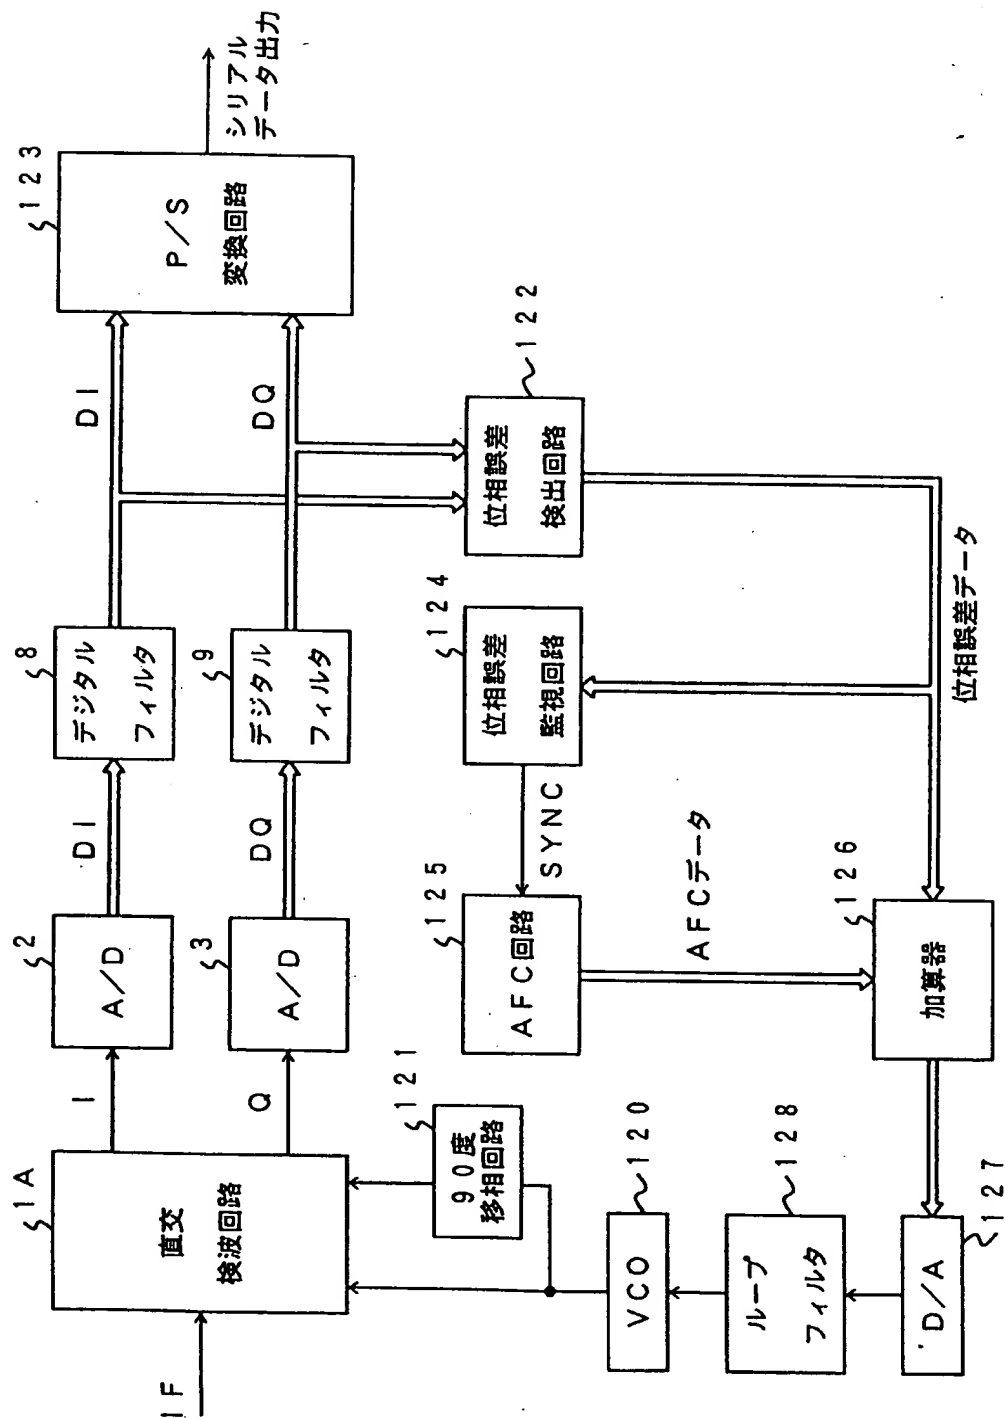 IF
1A
直交
検波回路
I
Q
2
A/D
3
A/D
DI
DQ
8
デジタル
フィルタ
9
デジタル
フィルタ
DI
DQ
123
P/S
変換回路
シリアル
データ出力
121
90度
移相回路
125
AFC回路
SYNC
124
位相誤差
監視回路
位相誤差
検出回路
122
VCO
120
ループ
フィルタ
128
D/A
127
126
加算器
AFCデータ
位相誤差データ